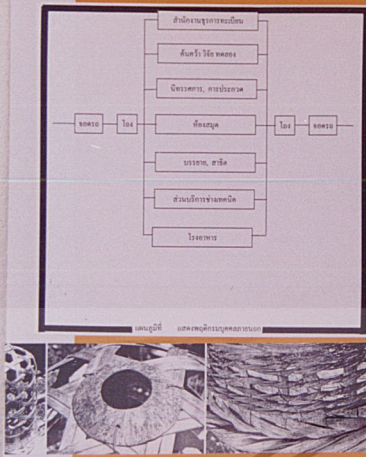 สำนักงานธุรการทะเบียน
ค้นคว้า วิจัย ทดลอง
นิทรรศการ, การประกวด
จอดรถ โถง ห้องสมุด โถง จอดรถ
บรรยาย, สาธิต
ส่วนบริการช่างเทคนิค
โรงอาหาร
แผนภูมิที่ แสดงพฤติกรรมบุคคลภายนอก